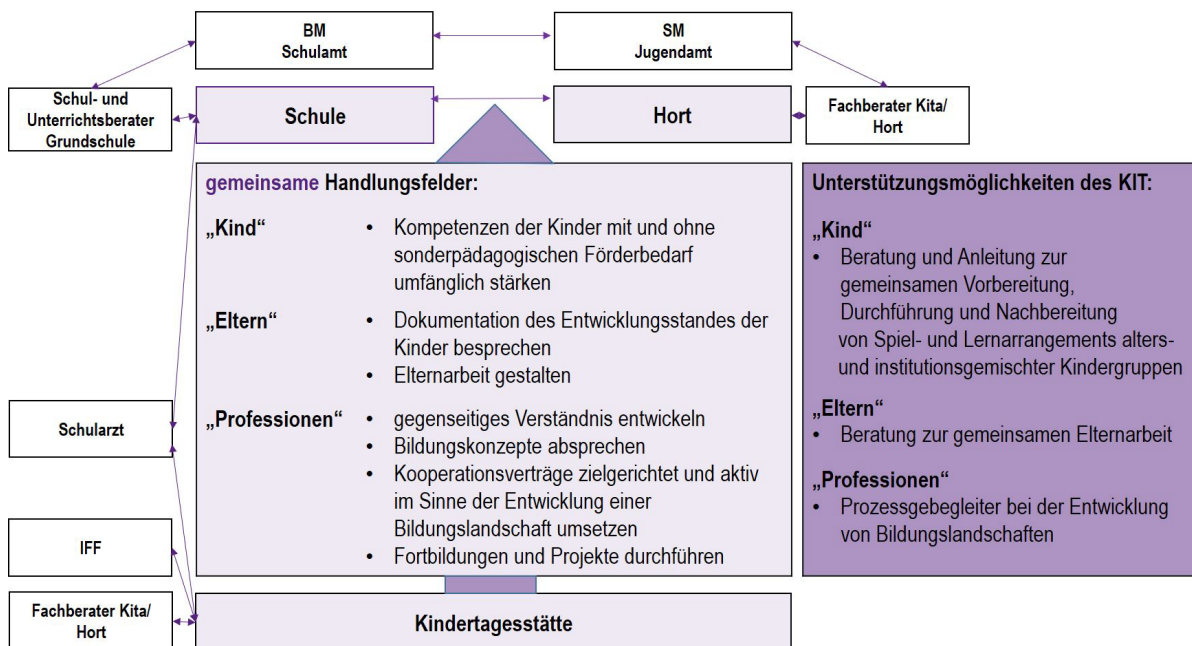 BM
Schulamt
SM
Jugendamt
Schul- und
Unterrichtsberater
Grundschule
Schule
Hort
Fachberater Kita/
Hort
gemeinsame Handlungsfelder:
„Kind“
• Kompetenzen der Kinder mit und ohne
sonderpädagogischen Förderbedarf
umfänglich stärken
„Eltern“
• Dokumentation des Entwicklungsstandes der
Kinder besprechen
• Elternarbeit gestalten
„Professionen“
• gegenseitiges Verständnis entwickeln
• Bildungskonzepte absprechen
• Kooperationsverträge zielgerichtet und aktiv
im Sinne der Entwicklung einer
Bildungslandschaft umsetzen
• Fortbildungen und Projekte durchführen
Unterstützungsmöglichkeiten des KIT:
„Kind“
• Beratung und Anleitung zur
gemeinsamen Vorbereitung,
Durchführung und Nachbereitung
von Spiel- und Lernarrangements alters-
und institutionsgemischter Kindergruppen
„Eltern“
• Beratung zur gemeinsamen Elternarbeit
„Professionen“
• Prozessgebegleiter bei der Entwicklung
von Bildungslandschaften
Schularzt
IFF
Fachberater Kita/
Hort
Kindertagesstätte